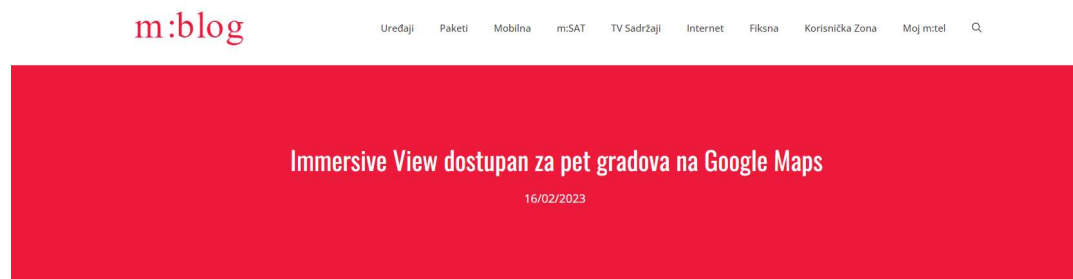 m:blog
Uređaji Paketi Mobilna m:SAT TV Sadržaji Internet Fiksna Korisnička Zona Moj m:tel
Immersive View dostupan za pet gradova na Google Maps
16/02/2023